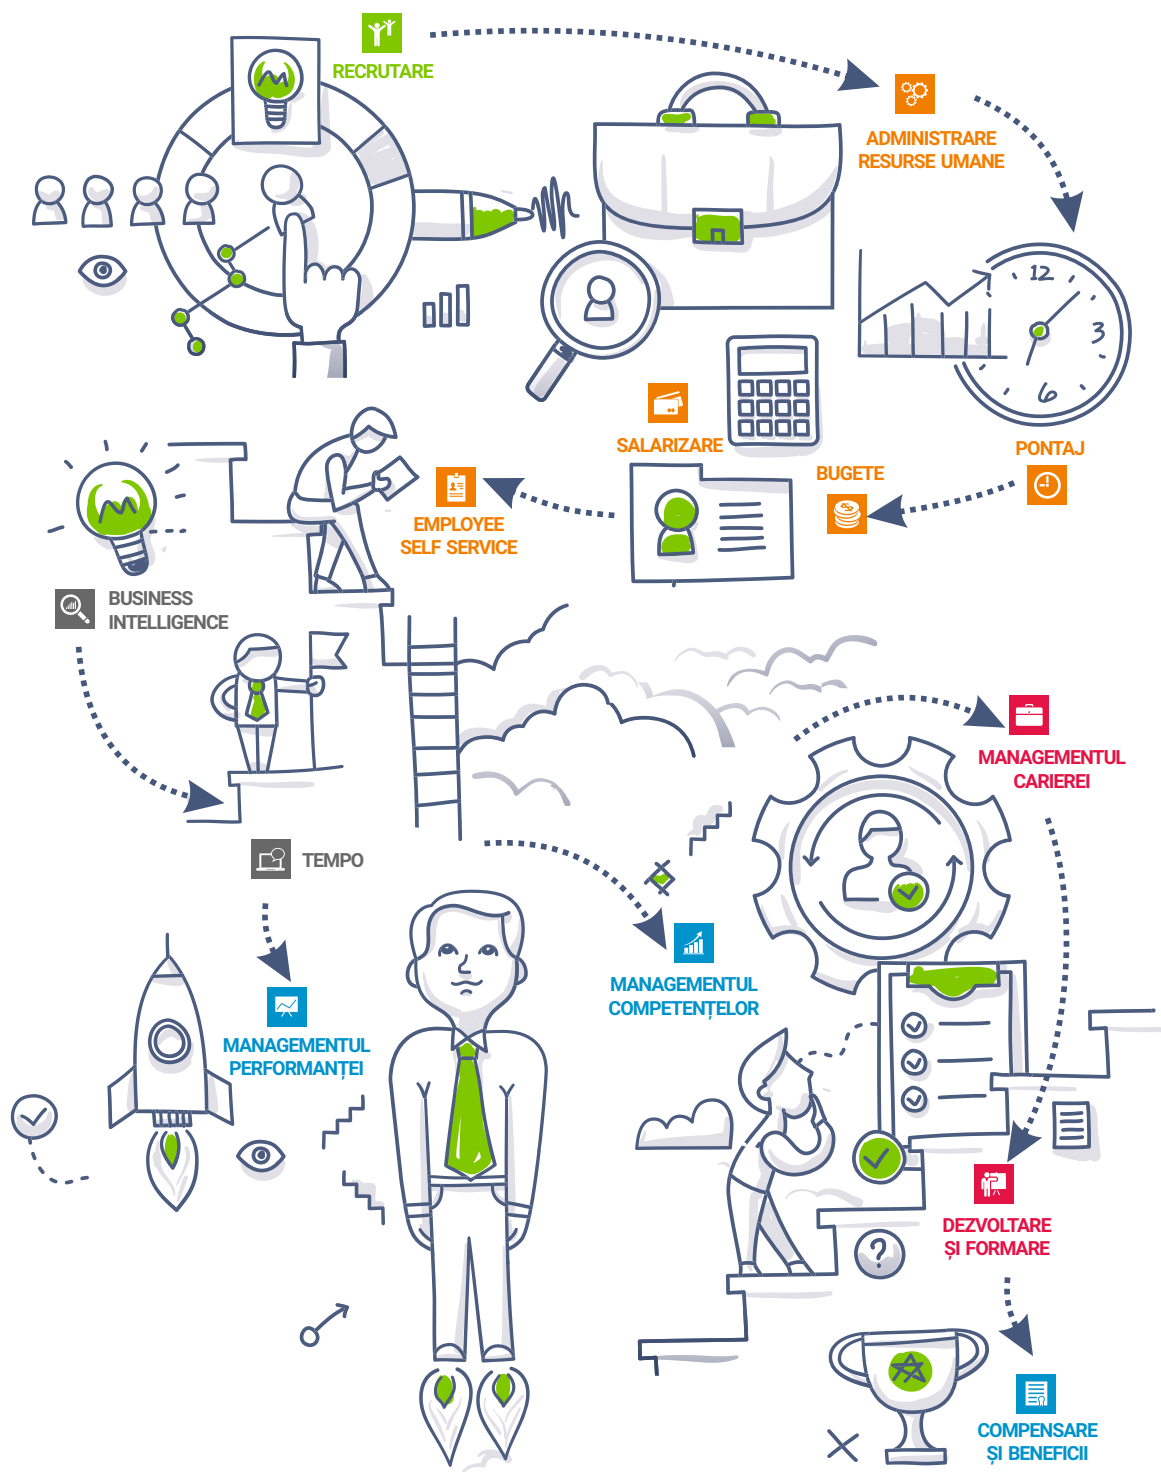 RECRUTARE
ADMINISTRARE
RESURSE UMANE
12
3
6
PONTAJ
BUGETE
SALARIZARE
EMPLOYEE
SELF SERVICE
BUSINESS
INTELLIGENCE
TEMPO
MANAGEMENTUL
PERFORMANȚEI
MANAGEMENTUL
COMPETENȚELOR
MANAGEMENTUL
CARIEREI
DEZVOLTARE
ȘI FORMARE
?
COMPENSARE
ȘI BENEFICII